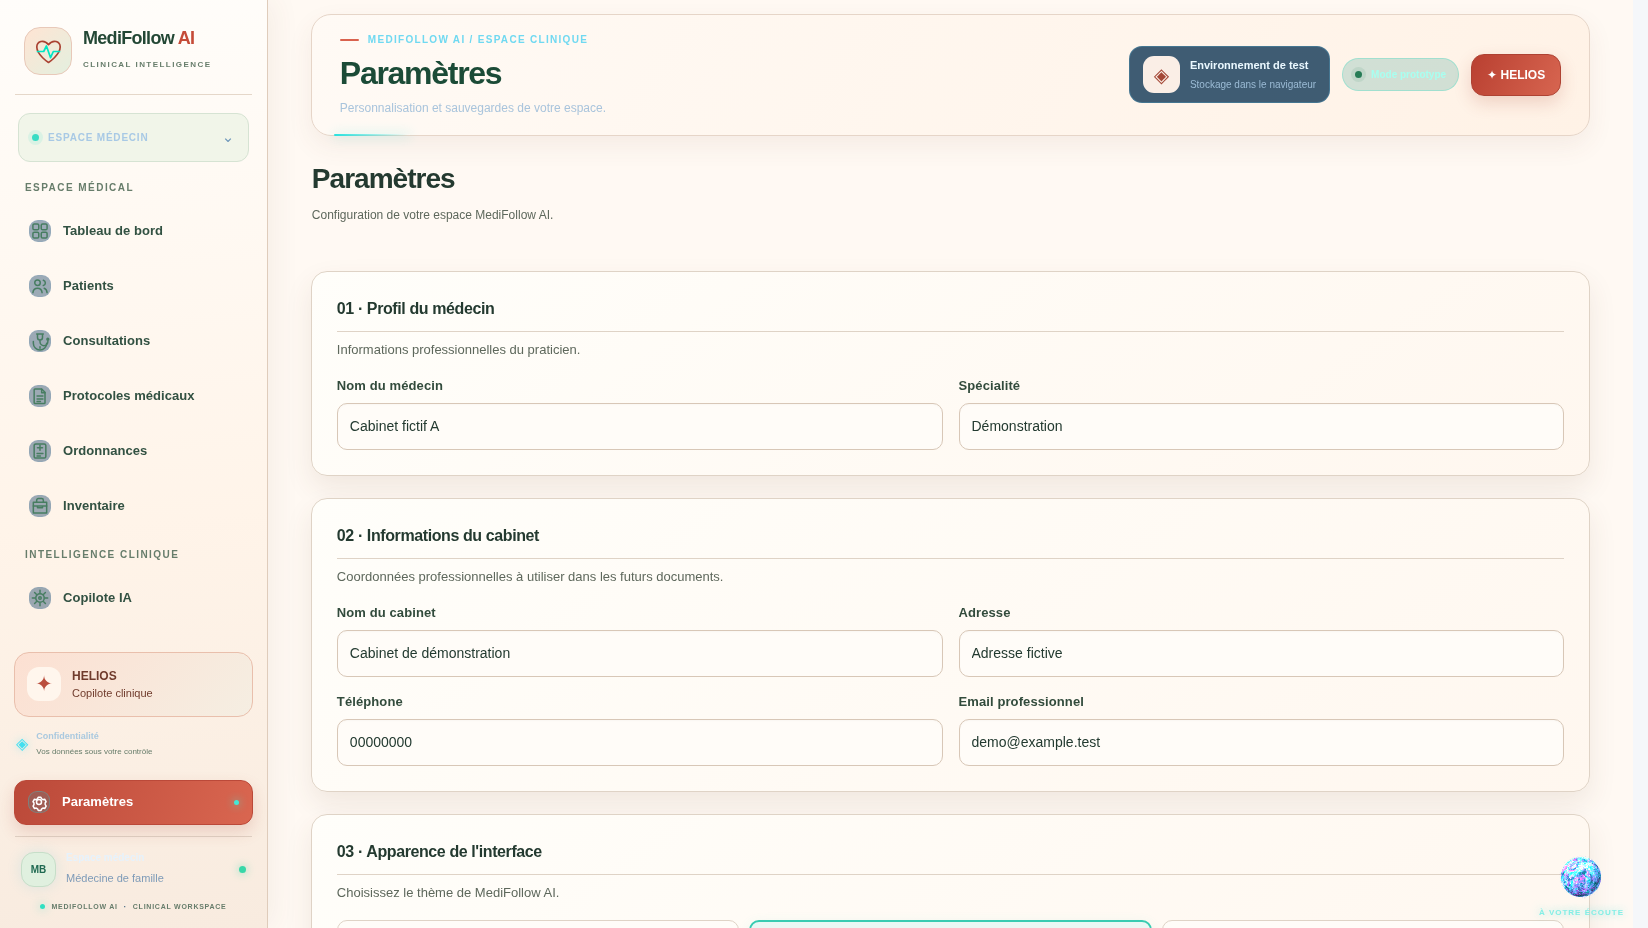 MediFollow AI
CLINICAL INTELLIGENCE
ESPACE MÉDECIN
ESPACE MÉDICAL
Tableau de bord
Patients
Consultations
Protocoles médicaux
Ordonnances
Inventaire
INTELLIGENCE CLINIQUE
Copilote IA
HELIOS
Copilote clinique
Confidentialité
Vos données sous votre contrôle
Paramètres
MB
Médecine de famille
MEDIFOLLOW AI · CLINICAL WORKSPACE
MEDIFOLLOW AI / ESPACE CLINIQUE
Paramètres
Personnalisation et sauvegardes de votre espace.
Environnement de test
Stockage dans le navigateur
Mode prototype
HELIOS
Paramètres
Configuration de votre espace MediFollow AI.
01 · Profil du médecin
Informations professionnelles du praticien.
Nom du médecin
Spécialité
Cabinet fictif A
Démonstration
02 · Informations du cabinet
Coordonnées professionnelles à utiliser dans les futurs documents.
Nom du cabinet
Adresse
Cabinet de démonstration
Adresse fictive
Téléphone
Email professionnel
00000000
demo@example.test
03 · Apparence de l'interface
Choisissez le thème de MediFollow AI.
À VOTRE ÉCOUTE